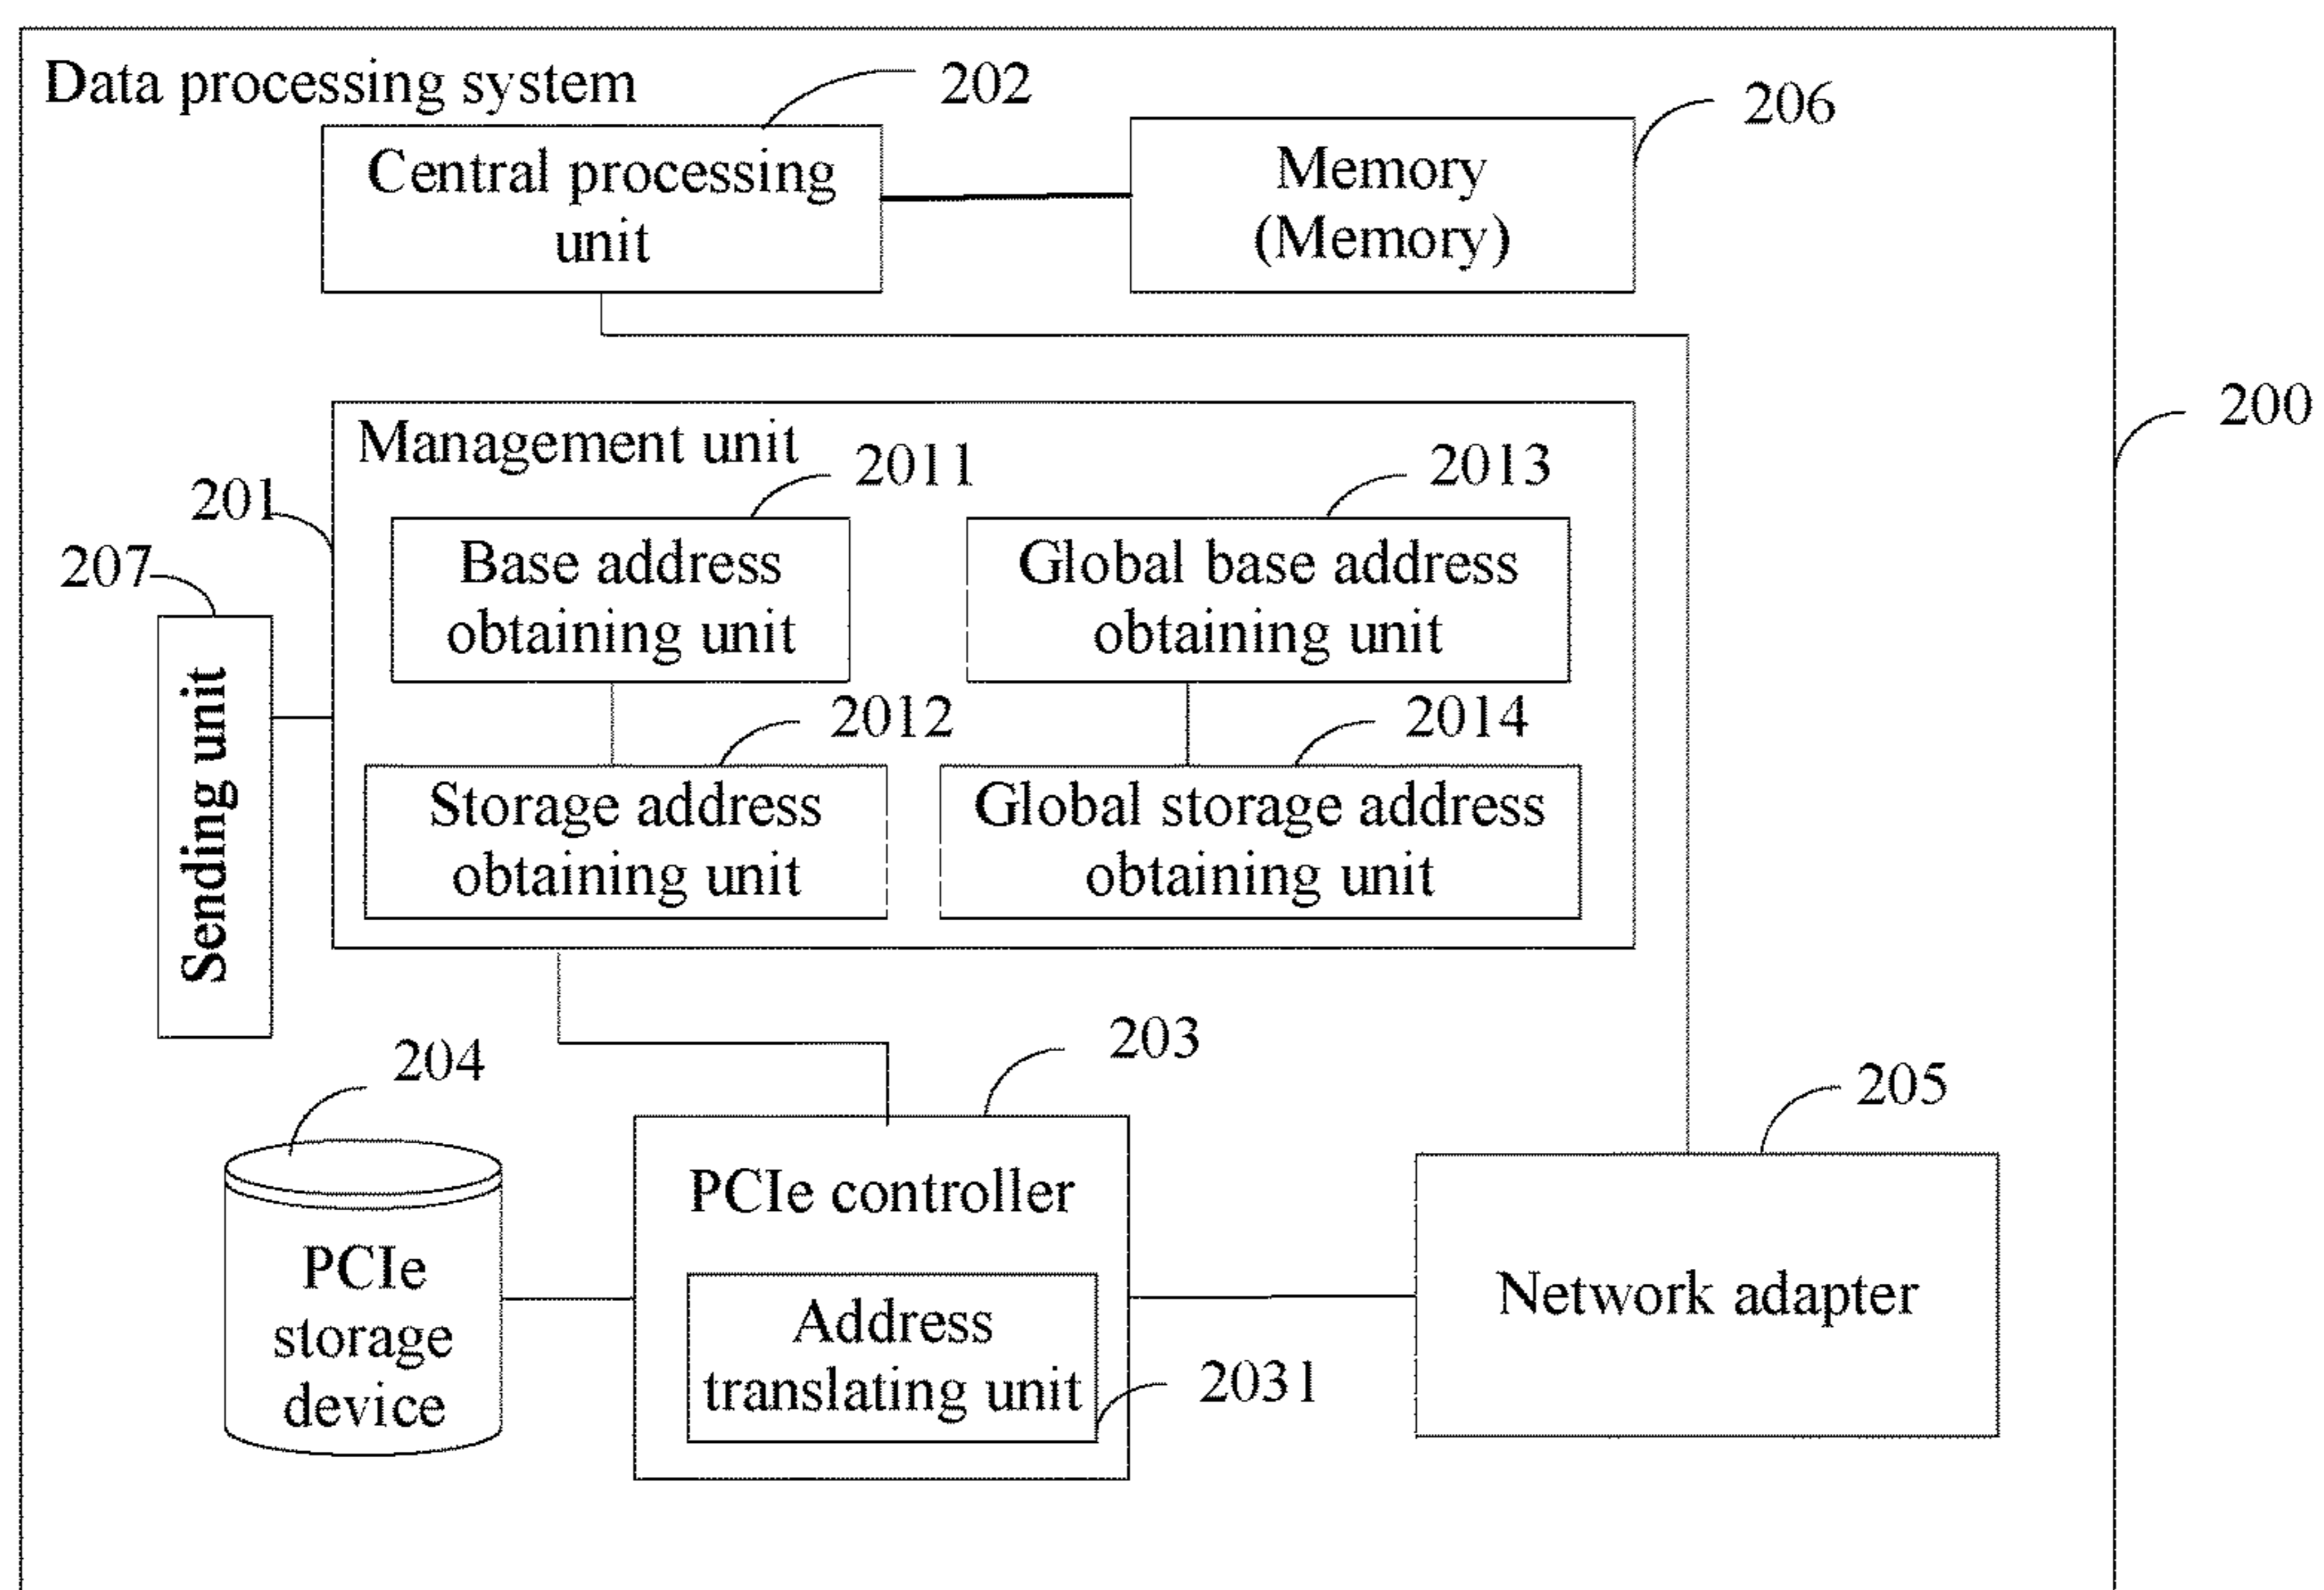 Data processing system
202
206
Central processing
unit
Memory
(Memory)
200
Management unit
2011
2013
201
207
Base address
obtaining unit
Global base address
obtaining unit
Sending unit
2012
2014
Storage address
obtaining unit
Global storage address
obtaining unit
204
203
205
PCIe controller
PCIe
storage
device
Address
translating unit
2031
Network adapter